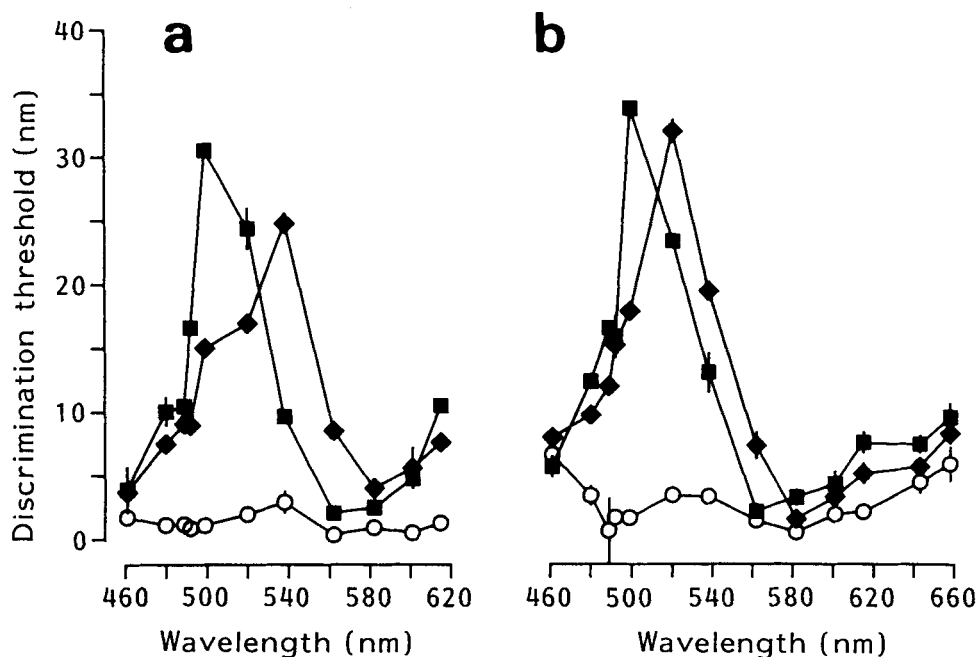 a
b
Discrimination threshold (nm)
40
30
20
10
0
460 500 540 580 620
460 500 540 580 620 660
Wavelength (nm)
Wavelength (nm)